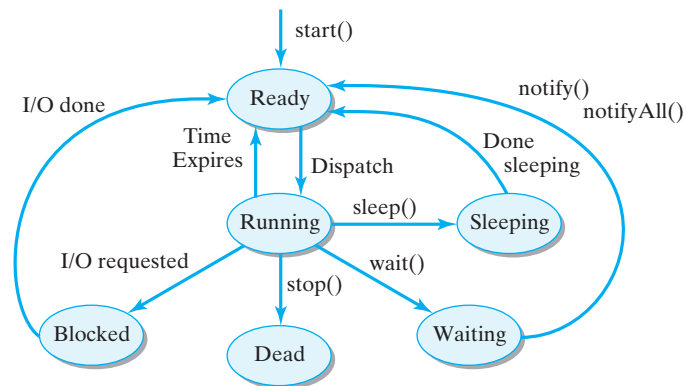 start()
I/O done
Ready
notify()
notifyAll()
Time
Expires
Done
sleeping
Dispatch
Running
sleep()
Sleeping
I/O requested
wait()
stop()
Blocked
Dead
Waiting